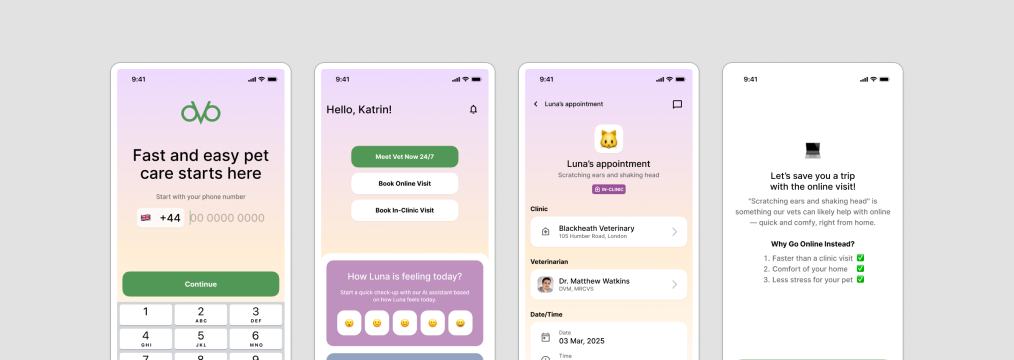 9:41
OVO
Fast and easy pet
care starts here
Start with your phone number
+44 00 0000 0000
Continue
1 2 3
ABC DEF
4 5 6
GHI JKL MNO
7 8 9
9:41
Hello, Katrin!
Meet Vet Now 24/7
Book Online Visit
Book In-Clinic Visit
How Luna is feeling today?
Start a quick check-up with our AI assistant based
on how Luna feels today.
9:41
Luna's appointment
Luna's appointment
Scratching ears and shaking head
IN-CLINIC
Clinic
Blackheath Veterinary
105 Humber Road, London
Veterinarian
Dr. Matthew Watkins
DVM, MRCVS
Date/Time
Date
03 Mar, 2025
Time
9:41
Let's save you a trip
with the online visit!
"Scratching ears and shaking head" is
something our vets can likely help with online
— quick and comfy, right from home.
Why Go Online Instead?
1. Faster than a clinic visit ✅
2. Comfort of your home ✅
3. Less stress for your pet ✅